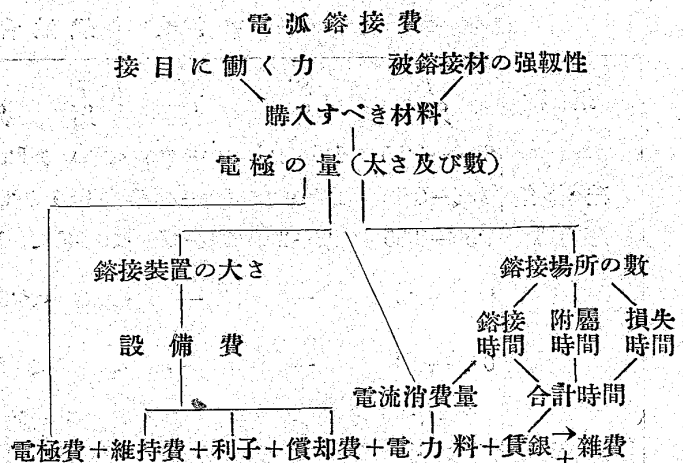 電弧鎔接費
接目に働く力 被鎔接材の强靱性
購入すべき材料
電極の量(太さ及び數)
鎔接裝置の大さ 鎔接場所の數
設備費
鎔接時間 附屬時間 損失時間
電流消費量 合計時間
電極費+維持費+利子+償却費+電力料+賃銀→+雜費